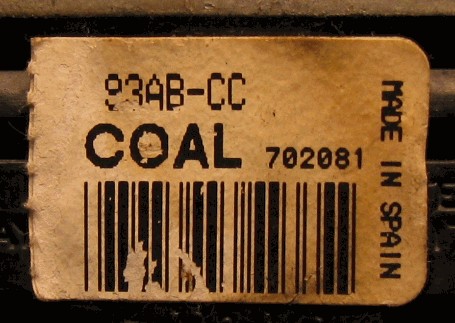 93AB-CC
COAL 702081
MADE IN SPAIN